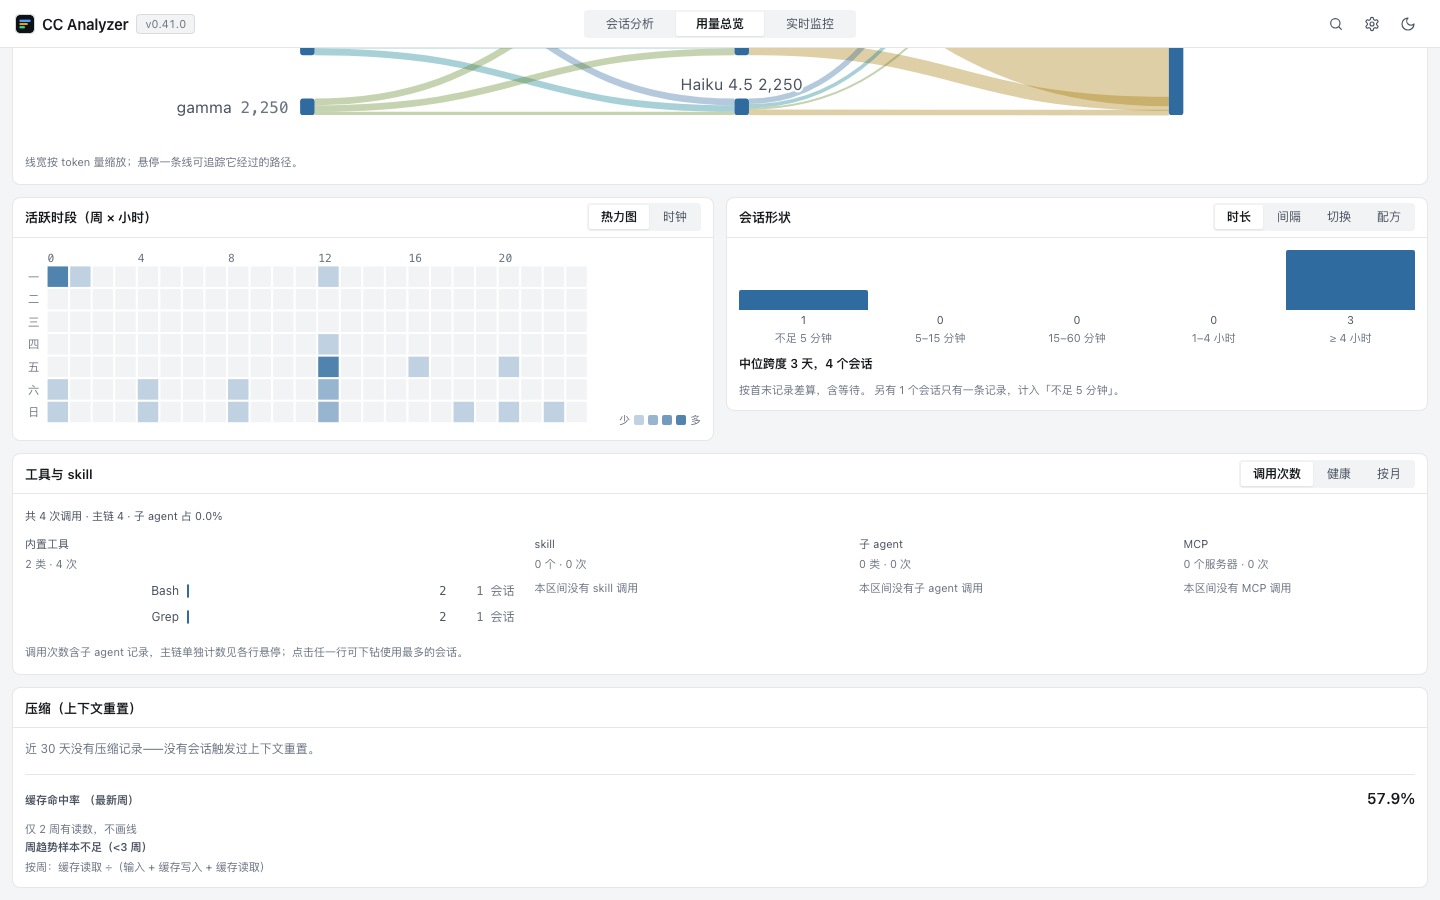 CC Analyzer v0.41.0 会话分析 用量总览 实时监控
Haiku 4.5 2,250
gamma 2,250
线宽按 token 量缩放；悬停一条线可追踪它经过的路径。
活跃时段（周 × 小时） 热力图 时钟
0 4 8 12 16 20
一
二
三
四
五
六
日
少 多
会话形状 时长 间隔 切换 配方
1 0 0 0 3
不足 5 分钟 5–15 分钟 15–60 分钟 1–4 小时 ≥ 4 小时
中位跨度 3 天，4 个会话
按首末记录差算，含等待。 另有 1 个会话只有一条记录，计入「不足 5 分钟」。
工具与 skill 调用次数 健康 按月
共 4 次调用 · 主链 4 · 子 agent 占 0.0%
内置工具
2 类 · 4 次
Bash 2 1 会话
Grep 2 1 会话
skill
0 个 · 0 次
本区间没有 skill 调用
子 agent
0 类 · 0 次
本区间没有子 agent 调用
MCP
0 个服务器 · 0 次
本区间没有 MCP 调用
调用次数含子 agent 记录，主链单独计数见各行悬停；点击任一行可下钻使用最多的会话。
压缩（上下文重置）
近 30 天没有压缩记录——没有会话触发过上下文重置。
缓存命中率 （最新周） 57.9%
仅 2 周有读数，不画线
周趋势样本不足（<3 周）
按周：缓存读取 ÷（输入 + 缓存写入 + 缓存读取）